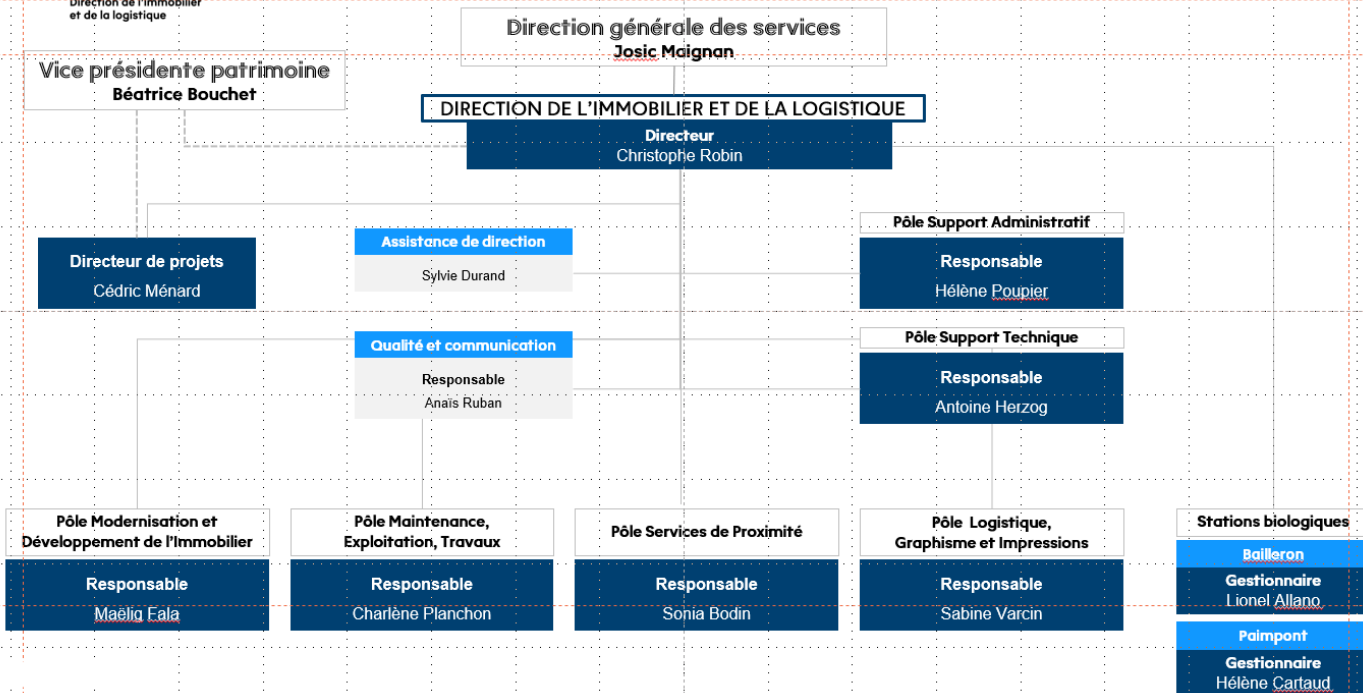 Direction de l'immobilier
et de la logistique
Direction générale des services
Josic Maignan
Vice présidente patrimoine
Béatrice Bouchet
DIRECTION DE L'IMMOBILIER ET DE LA LOGISTIQUE
Directeur
Christophe Robin
Directeur de projets
Cédric Ménard
Assistance de direction
Sylvie Durand
Pôle Support Administratif
Responsable
Hélène Poupier
Qualité et communication
Responsable
Anaïs Ruban
Pôle Support Technique
Responsable
Antoine Herzog
Pôle Modernisation et
Développement de l'Immobilier
Responsable
Maëlig Fala
Pôle Maintenance,
Exploitation, Travaux
Responsable
Charlène Planchon
Pôle Services de Proximité
Responsable
Sonia Bodin
Pôle Logistique,
Graphisme et Impressions
Responsable
Sabine Varcin
Stations biologiques
Bailleron
Gestionnaire
Lionel Allano
Paimpont
Gestionnaire
Hélène Cartaud